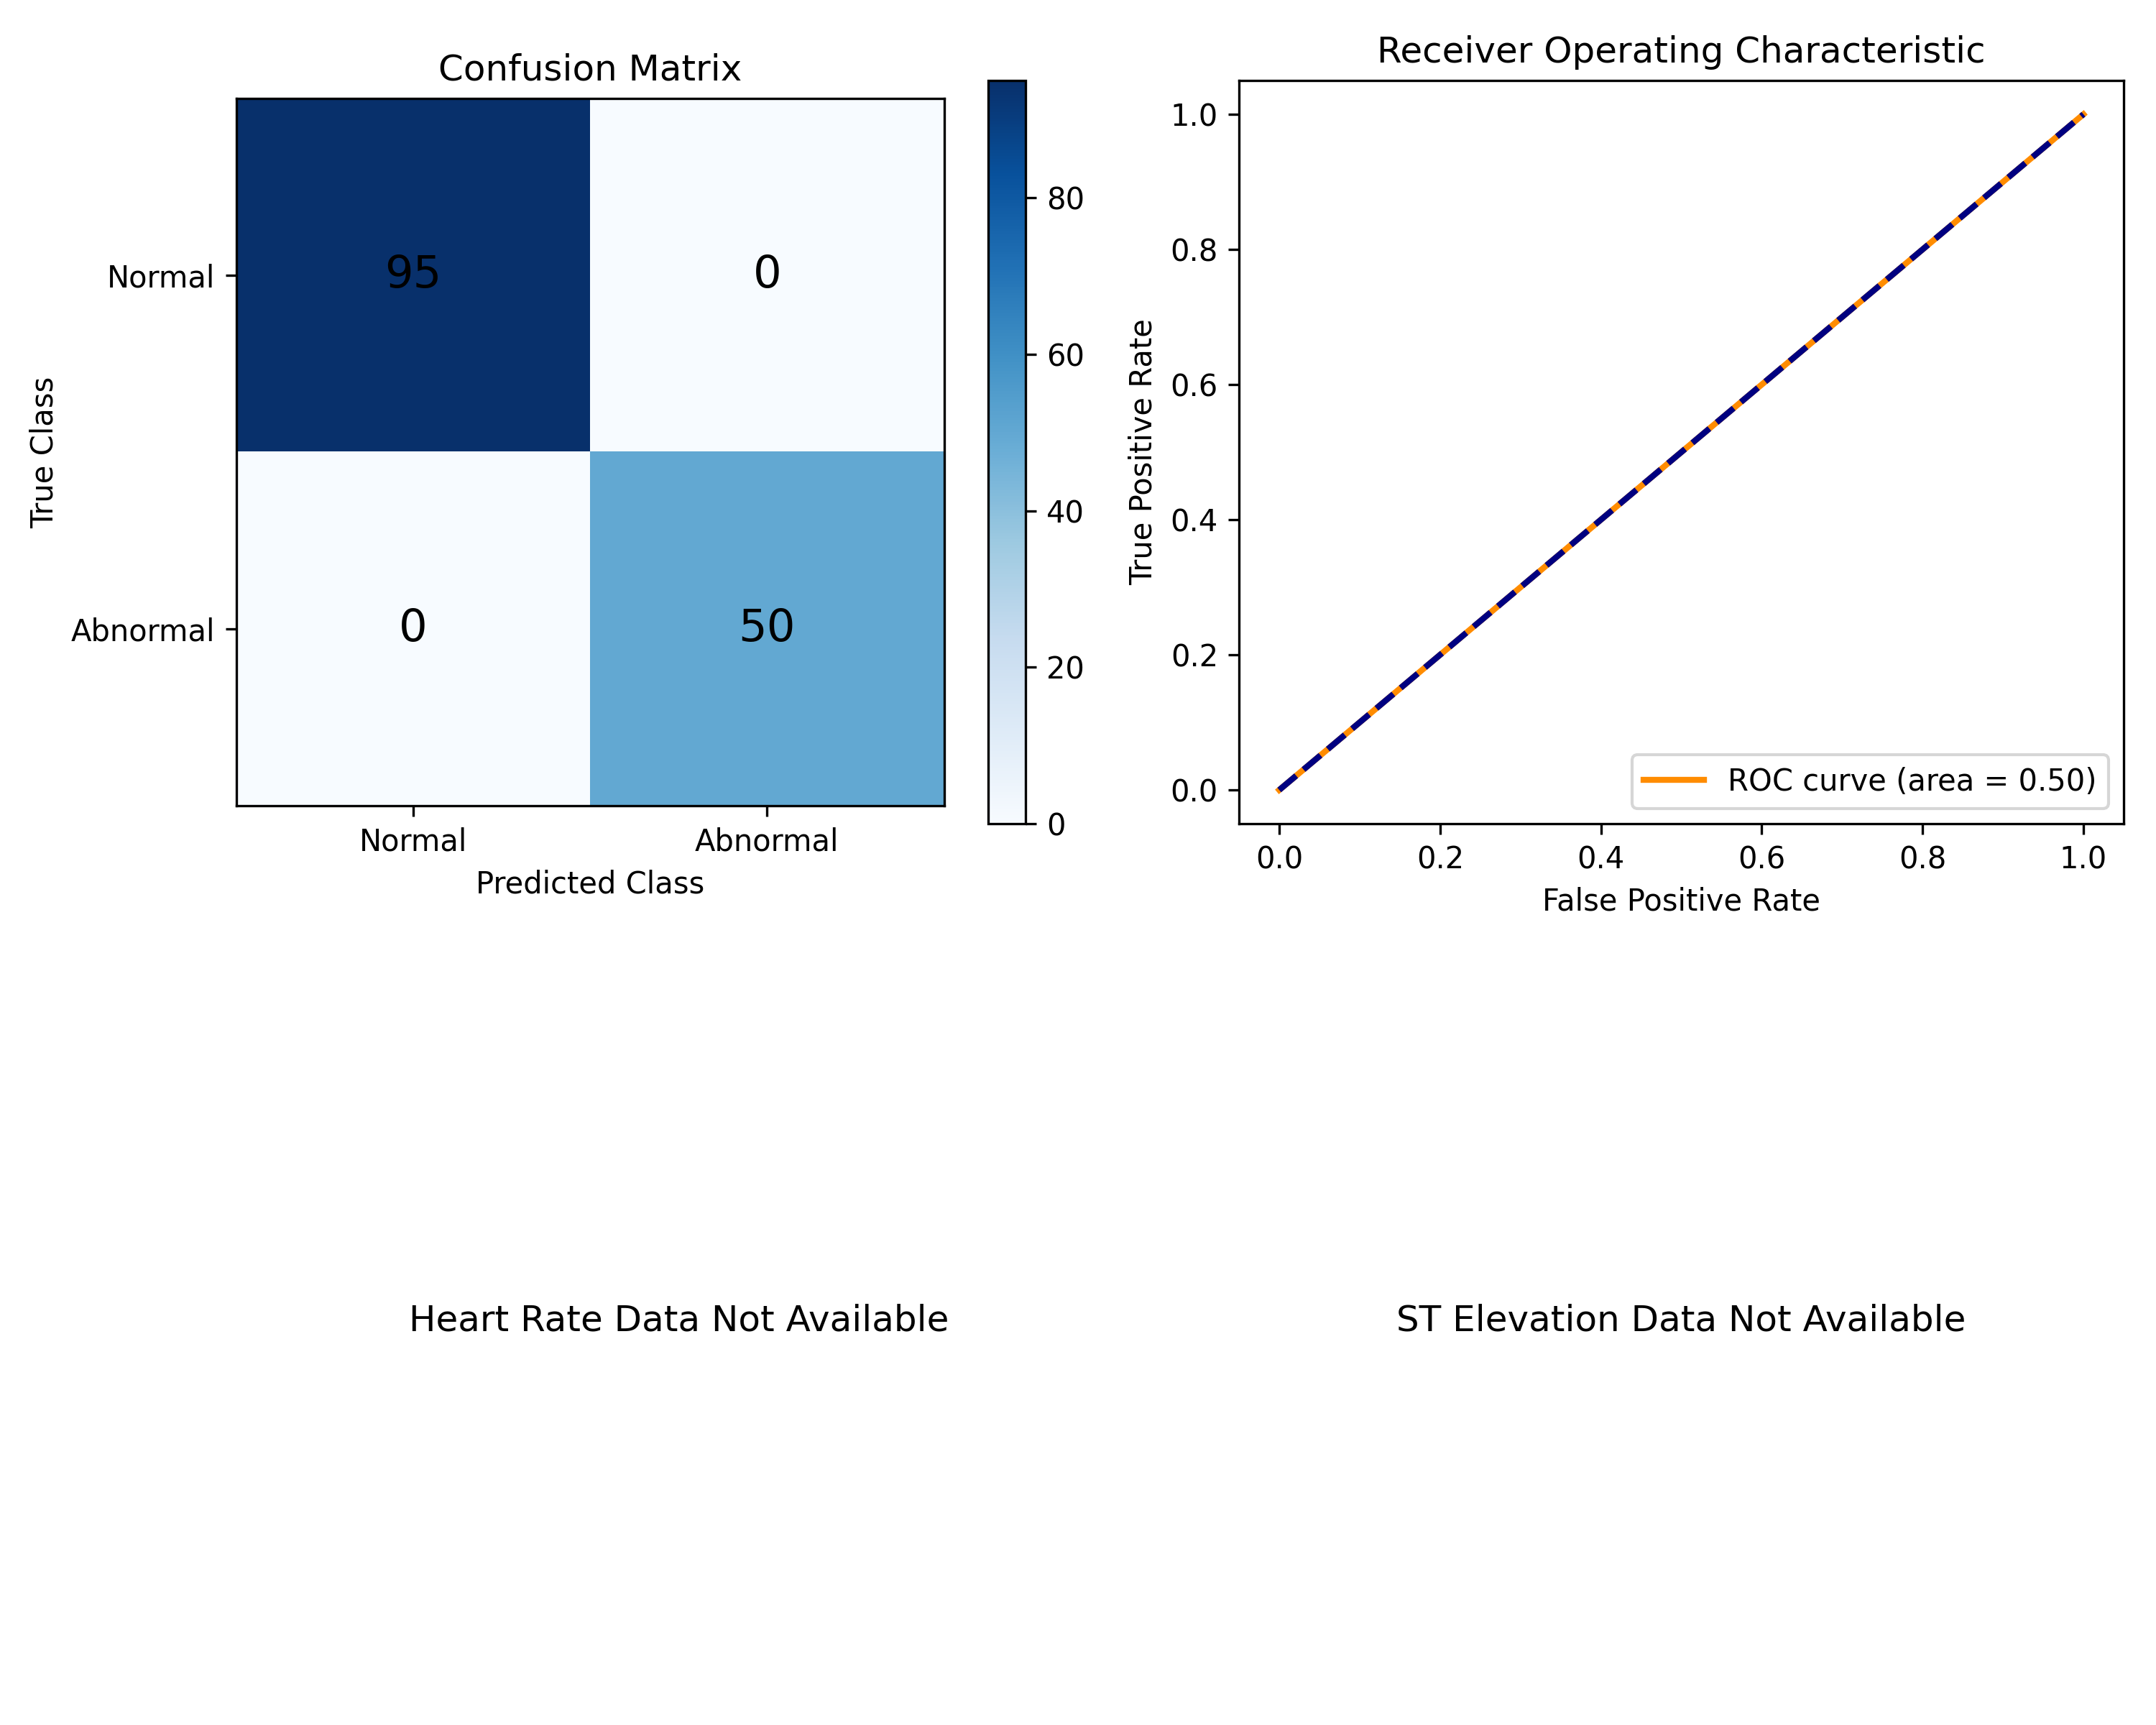 Confusion Matrix
True Class
Normal
Abnormal
95
0
0
50
Normal
Abnormal
Predicted Class
80
60
40
20
0
Receiver Operating Characteristic
True Positive Rate
1.0
0.8
0.6
0.4
0.2
0.0
ROC curve (area = 0.50)
0.0
0.2
0.4
0.6
0.8
1.0
False Positive Rate
Heart Rate Data Not Available
ST Elevation Data Not Available